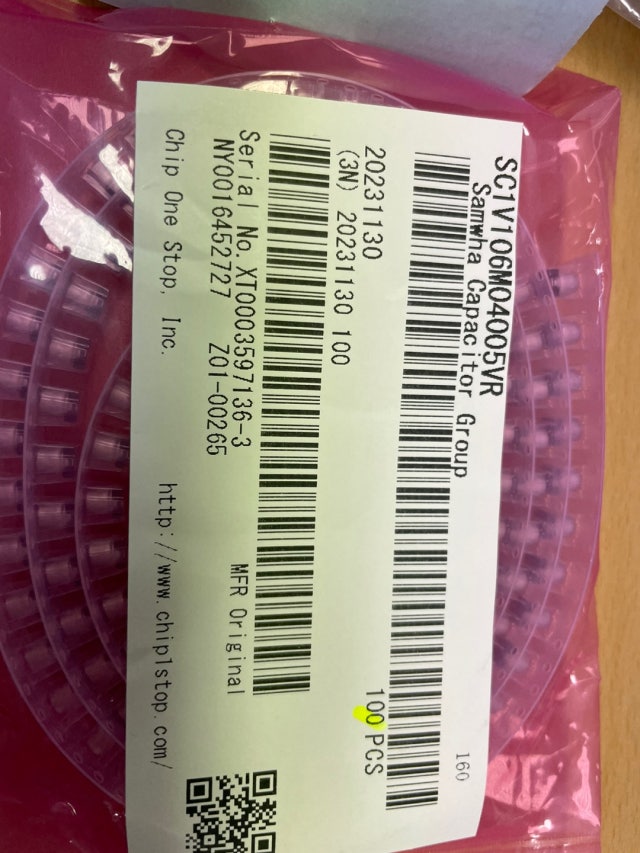 SC1V106M04005VR
Samwha Capacitor Group
160
20231130
100 PCS
(3N) 20231130 100
Serial No. XT0003597136-3
MFR Original
NY0016452727 Z01-00265
Chip One Stop, Inc. http://www.chip1stop.com/